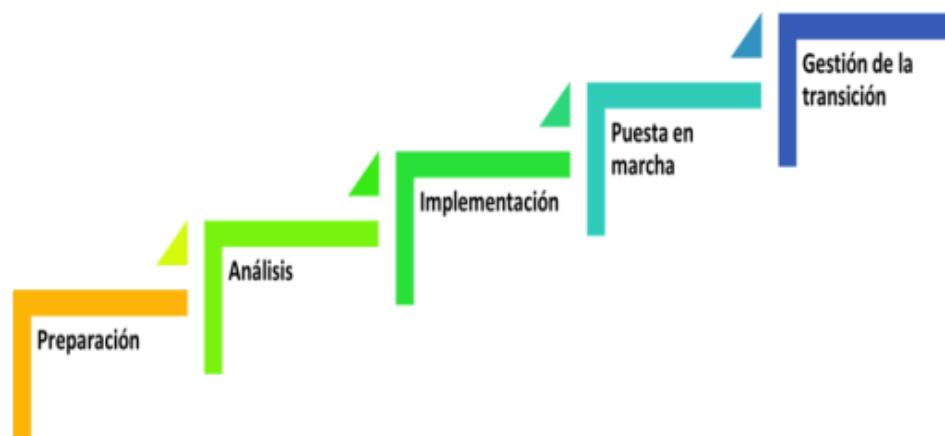 Preparación
Análisis
Implementación
Puesta en
marcha
Gestión de la
transición